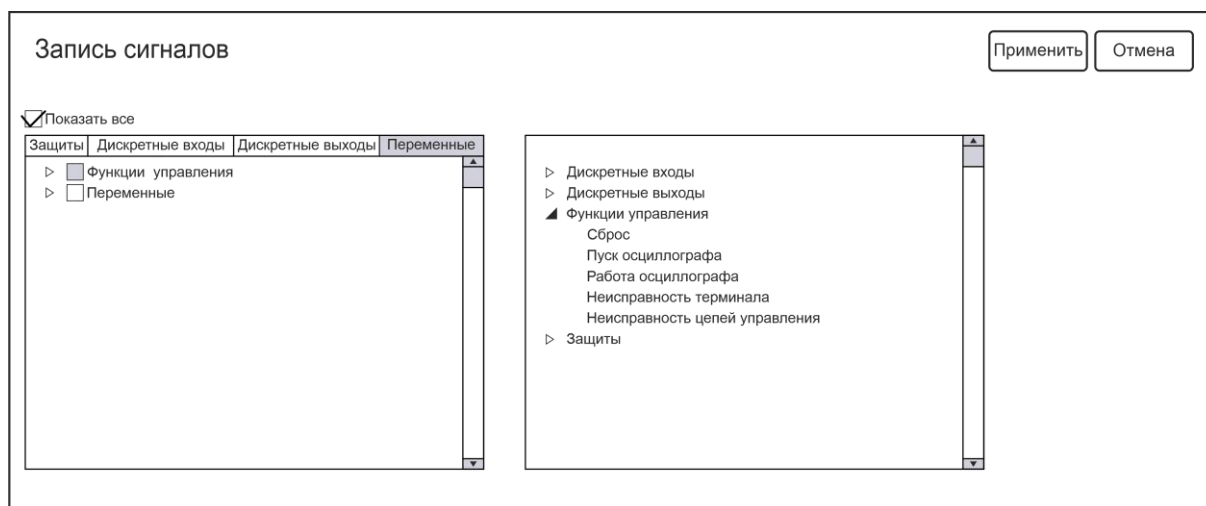 Запись сигналов
Применить
Отмена
Показать все
Защиты Дискретные входы Дискретные выходы Переменные
Функции управления
Переменные
Дискретные входы
Дискретные выходы
Функции управления
Сброс
Пуск осциллографа
Работа осциллографа
Неисправность терминала
Неисправность цепей управления
Защиты